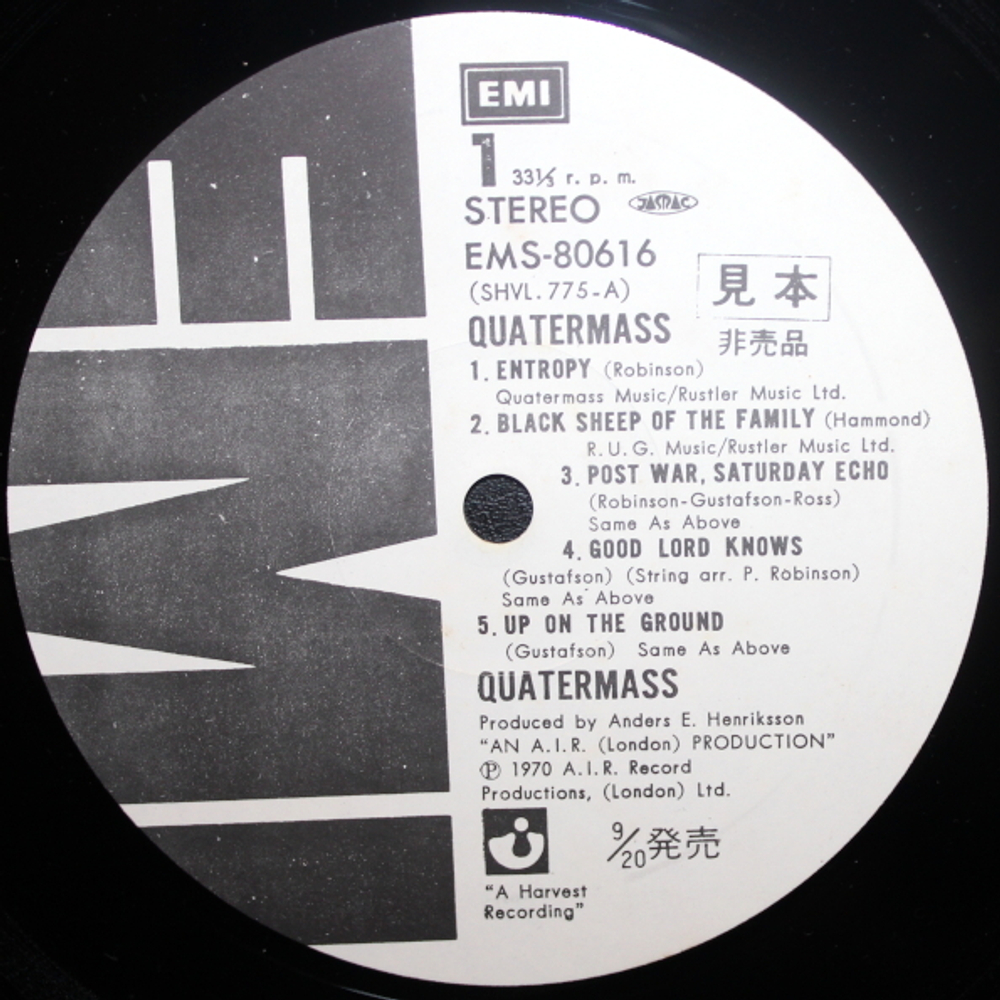 EMI
1 33⅓ r. p. m.
STEREO JASRAC
EMS-80616
(SHVL. 775-A)
見本
非売品
QUATERMASS
1. ENTROPY (Robinson)
Quatermass Music/Rustler Music Ltd.
2. BLACK SHEEP OF THE FAMILY (Hammond)
R. U. G. Music/Rustler Music Ltd.
3. POST WAR, SATURDAY ECHO
(Robinson-Gustafson-Ross)
Same As Above
4. GOOD LORD KNOWS
(Gustafson) (String arr. P. Robinson)
Same As Above
5. UP ON THE GROUND
(Gustafson) Same As Above
QUATERMASS
Produced by Anders E. Henriksson
"AN A.I.R. (London) PRODUCTION"
Ⓟ 1970 A.I.R. Record
Productions, (London) Ltd.
9/20発売
"A Harvest
Recording"
EMI